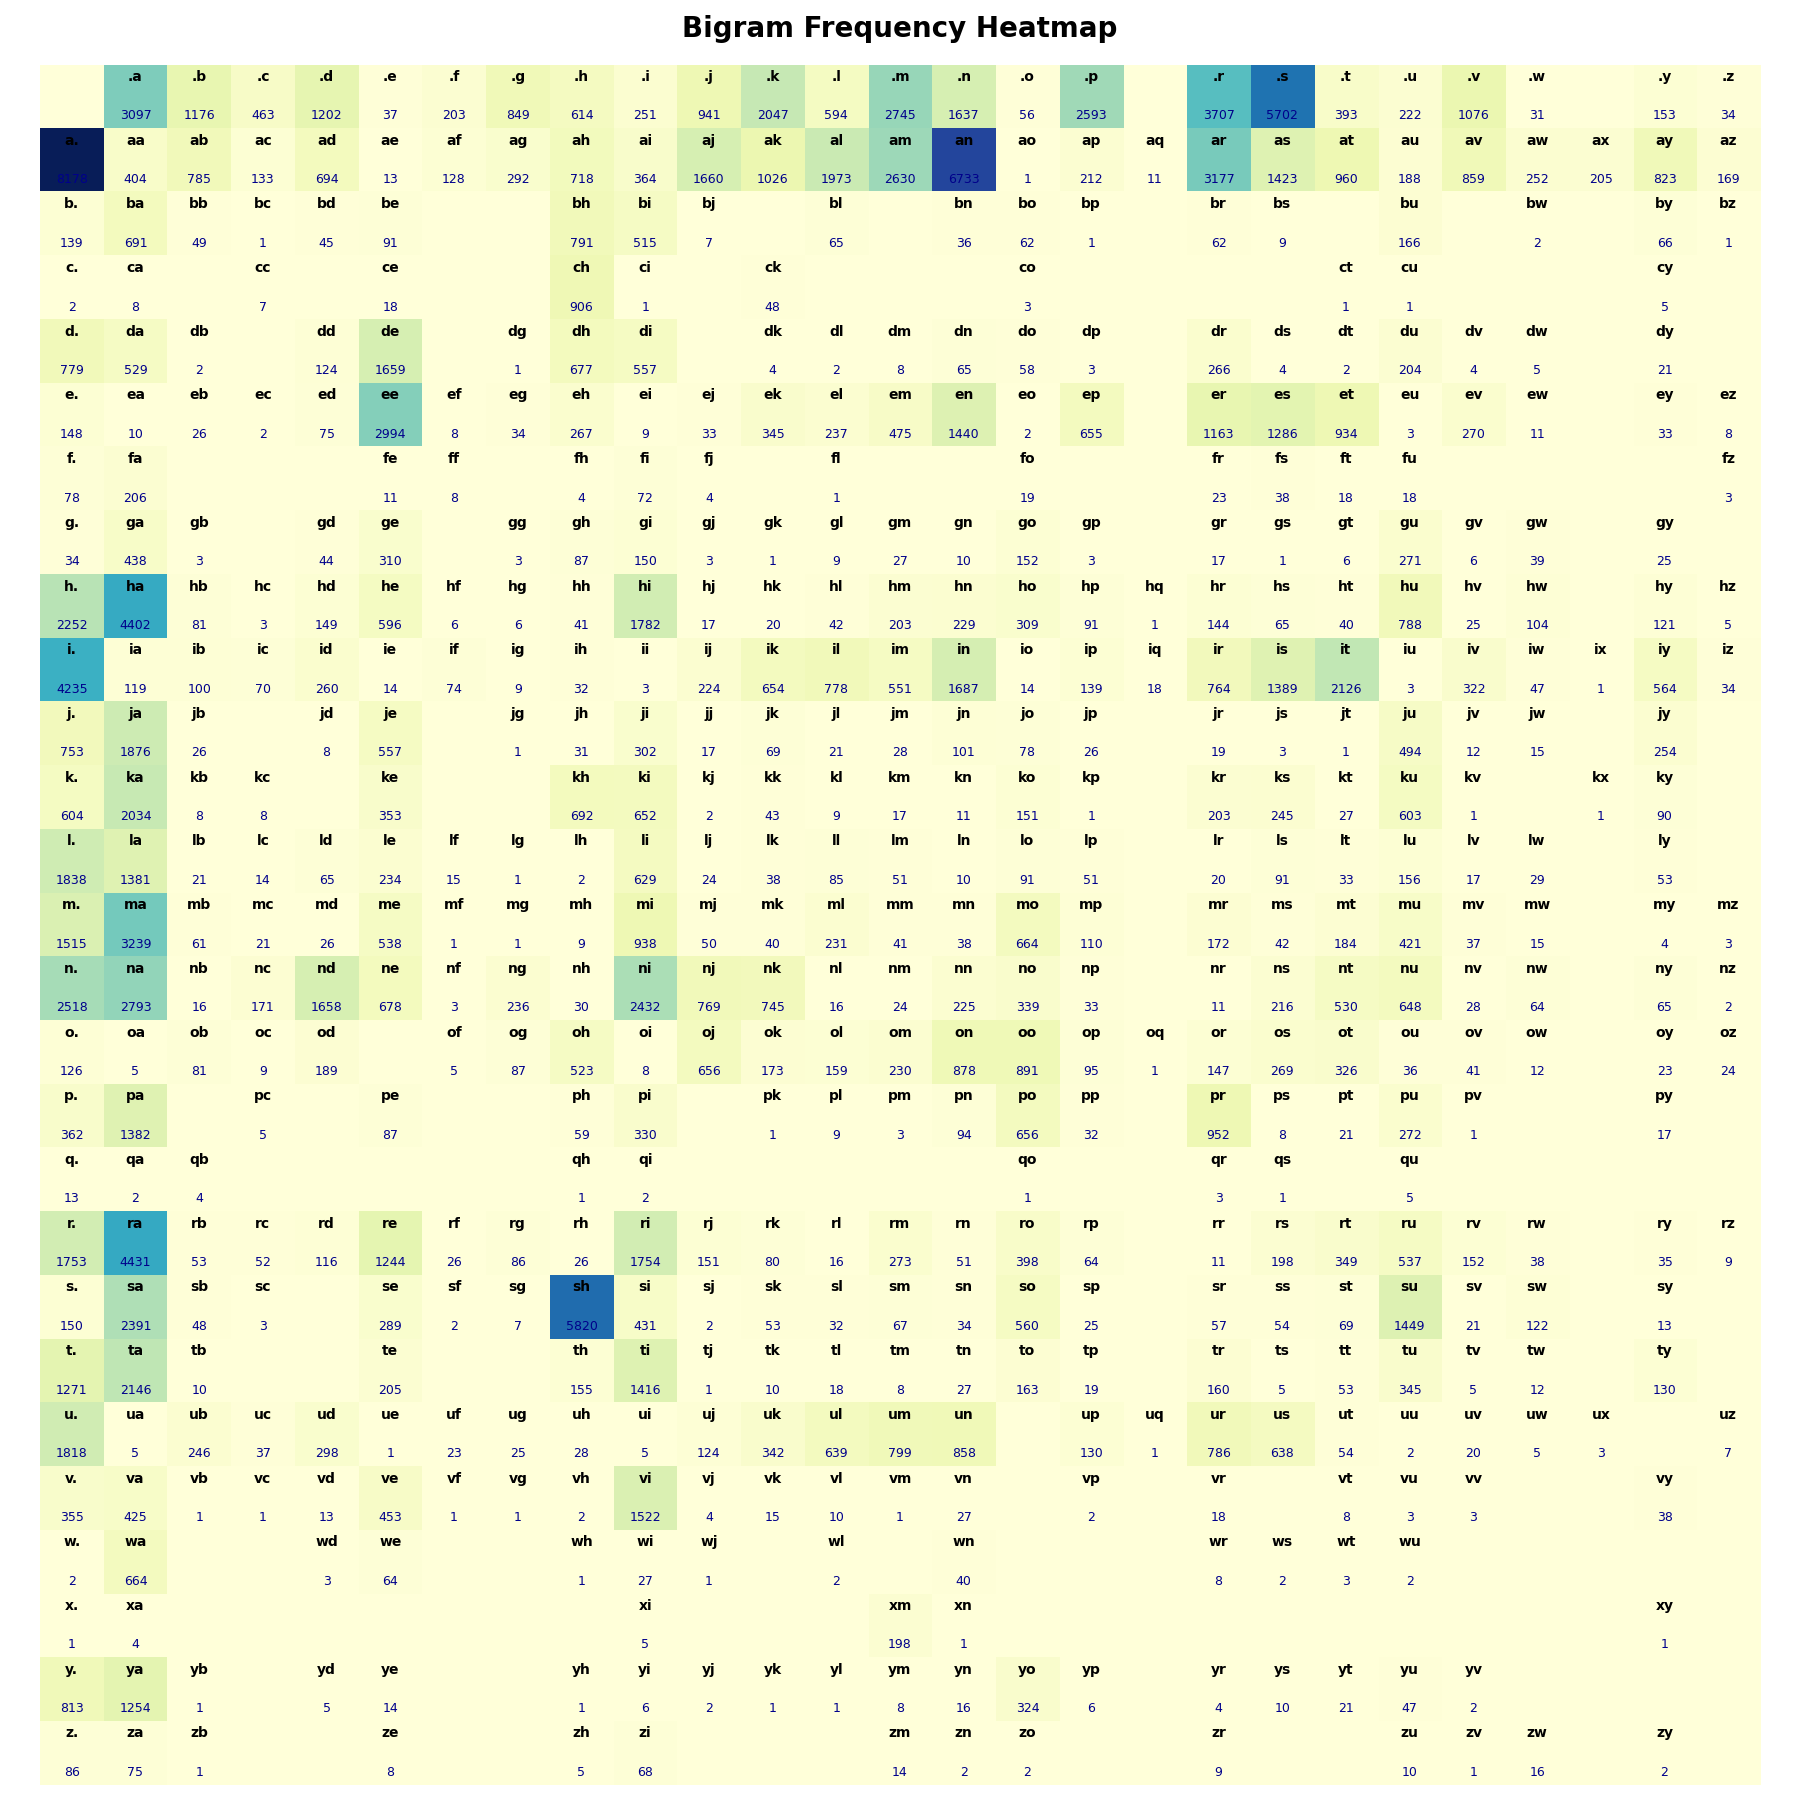 Bigram Frequency Heatmap
.a .b .c .d .e .f .g .h .i .j .k .l .m .n .o .p .r .s .t .u .v .w .y .z
3097 1176 463 1202 37 203 849 614 251 941 2047 594 2745 1637 56 2593 3707 5702 393 222 1076 31 153 34
a. aa ab ac ad ae af ag ah ai aj ak al am an ao ap aq ar as at au av aw ax ay az
8178 404 785 133 694 13 128 292 718 364 1660 1026 1973 2630 6733 1 212 11 3177 1423 960 188 859 252 205 823 169
b. ba bb bc bd be bh bi bj bl bn bo bp br bs bu bw by bz
139 691 49 1 45 91 791 515 7 65 36 62 1 62 9 166 2 66 1
c. ca cc ce ch ci ck co ct cu cy
2 8 7 18 906 1 48 3 1 1 5
d. da db dd de dg dh di dk dl dm dn do dp dr ds dt du dv dw dy
779 529 2 124 1659 1 677 557 4 2 8 65 58 3 266 4 2 204 4 5 21
e. ea eb ec ed ee ef eg eh ei ej ek el em en eo ep er es et eu ev ew ey ez
148 10 26 2 75 2994 8 34 267 9 33 345 237 475 1440 2 655 1163 1286 934 3 270 11 33 8
f. fa fe ff fh fi fj fl fo fr fs ft fu fz
78 206 11 8 4 72 4 1 19 23 38 18 18 3
g. ga gb gd ge gg gh gi gj gk gl gm gn go gp gr gs gt gu gv gw gy
34 438 3 44 310 3 87 150 3 1 9 27 10 152 3 17 1 6 271 6 39 25
h. ha hb hc hd he hf hg hh hi hj hk hl hm hn ho hp hq hr hs ht hu hv hw hy hz
2252 4402 81 3 149 596 6 6 41 1782 17 20 42 203 229 309 91 1 144 65 40 788 25 104 121 5
i. ia ib ic id ie if ig ih ii ij ik il im in io ip iq ir is it iu iv iw ix iy iz
4235 119 100 70 260 14 74 9 32 3 224 654 778 551 1687 14 139 18 764 1389 2126 3 322 47 1 564 34
j. ja jb jd je jg jh ji jj jk jl jm jn jo jp jr js jt ju jv jw jy
753 1876 26 8 557 1 31 302 17 69 21 28 101 78 26 19 3 1 494 12 15 254
k. ka kb kc ke kh ki kj kk kl km kn ko kp kr ks kt ku kv kx ky
604 2034 8 8 353 692 652 2 43 9 17 11 151 1 203 245 27 603 1 1 90
l. la lb lc ld le lf lg lh li lj lk ll lm ln lo lp lr ls lt lu lv lw ly
1838 1381 21 14 65 234 15 1 2 629 24 38 85 51 10 91 51 20 91 33 156 17 29 53
m. ma mb mc md me mf mg mh mi mj mk ml mm mn mo mp mr ms mt mu mv mw my mz
1515 3239 61 21 26 538 1 1 9 938 50 40 231 41 38 664 110 172 42 184 421 37 15 4 3
n. na nb nc nd ne nf ng nh ni nj nk nl nm nn no np nr ns nt nu nv nw ny nz
2518 2793 16 171 1658 678 3 236 30 2432 769 745 16 24 225 339 33 11 216 530 648 28 64 65 2
o. oa ob oc od of og oh oi oj ok ol om on oo op oq or os ot ou ov ow oy oz
126 5 81 9 189 5 87 523 8 656 173 159 230 878 891 95 1 147 269 326 36 41 12 23 24
p. pa pc pe ph pi pk pl pm pn po pp pr ps pt pu pv py
362 1382 5 87 59 330 1 9 3 94 656 32 952 8 21 272 1 17
q. qa qb qh qi qo qr qs qu
13 2 4 1 2 1 3 1 5
r. ra rb rc rd re rf rg rh ri rj rk rl rm rn ro rp rr rs rt ru rv rw ry rz
1753 4431 53 52 116 1244 26 86 26 1754 151 80 16 273 51 398 64 11 198 349 537 152 38 35 9
s. sa sb sc se sf sg sh si sj sk sl sm sn so sp sr ss st su sv sw sy
150 2391 48 3 289 2 7 5820 431 2 53 32 67 34 560 25 57 54 69 1449 21 122 13
t. ta tb te th ti tj tk tl tm tn to tp tr ts tt tu tv tw ty
1271 2146 10 205 155 1416 1 10 18 8 27 163 19 160 5 53 345 5 12 130
u. ua ub uc ud ue uf ug uh ui uj uk ul um un up uq ur us ut uu uv uw ux uz
1818 5 246 37 298 1 23 25 28 5 124 342 639 799 858 130 1 786 638 54 2 20 5 3 7
v. va vb vc vd ve vf vg vh vi vj vk vl vm vn vp vr vt vu vv vy
355 425 1 1 13 453 1 1 2 1522 4 15 10 1 27 2 18 8 3 3 38
w. wa wd we wh wi wj wl wn wr ws wt wu
2 664 3 64 1 27 1 2 40 8 2 3 2
x. xa xi xm xn xy
1 4 5 198 1 1
y. ya yb yd ye yh yi yj yk yl ym yn yo yp yr ys yt yu yv
813 1254 1 5 14 1 6 2 1 1 8 16 324 6 4 10 21 47 2
z. za zb ze zh zi zm zn zo zr zu zv zw zy
86 75 1 8 5 68 14 2 2 9 10 1 16 2